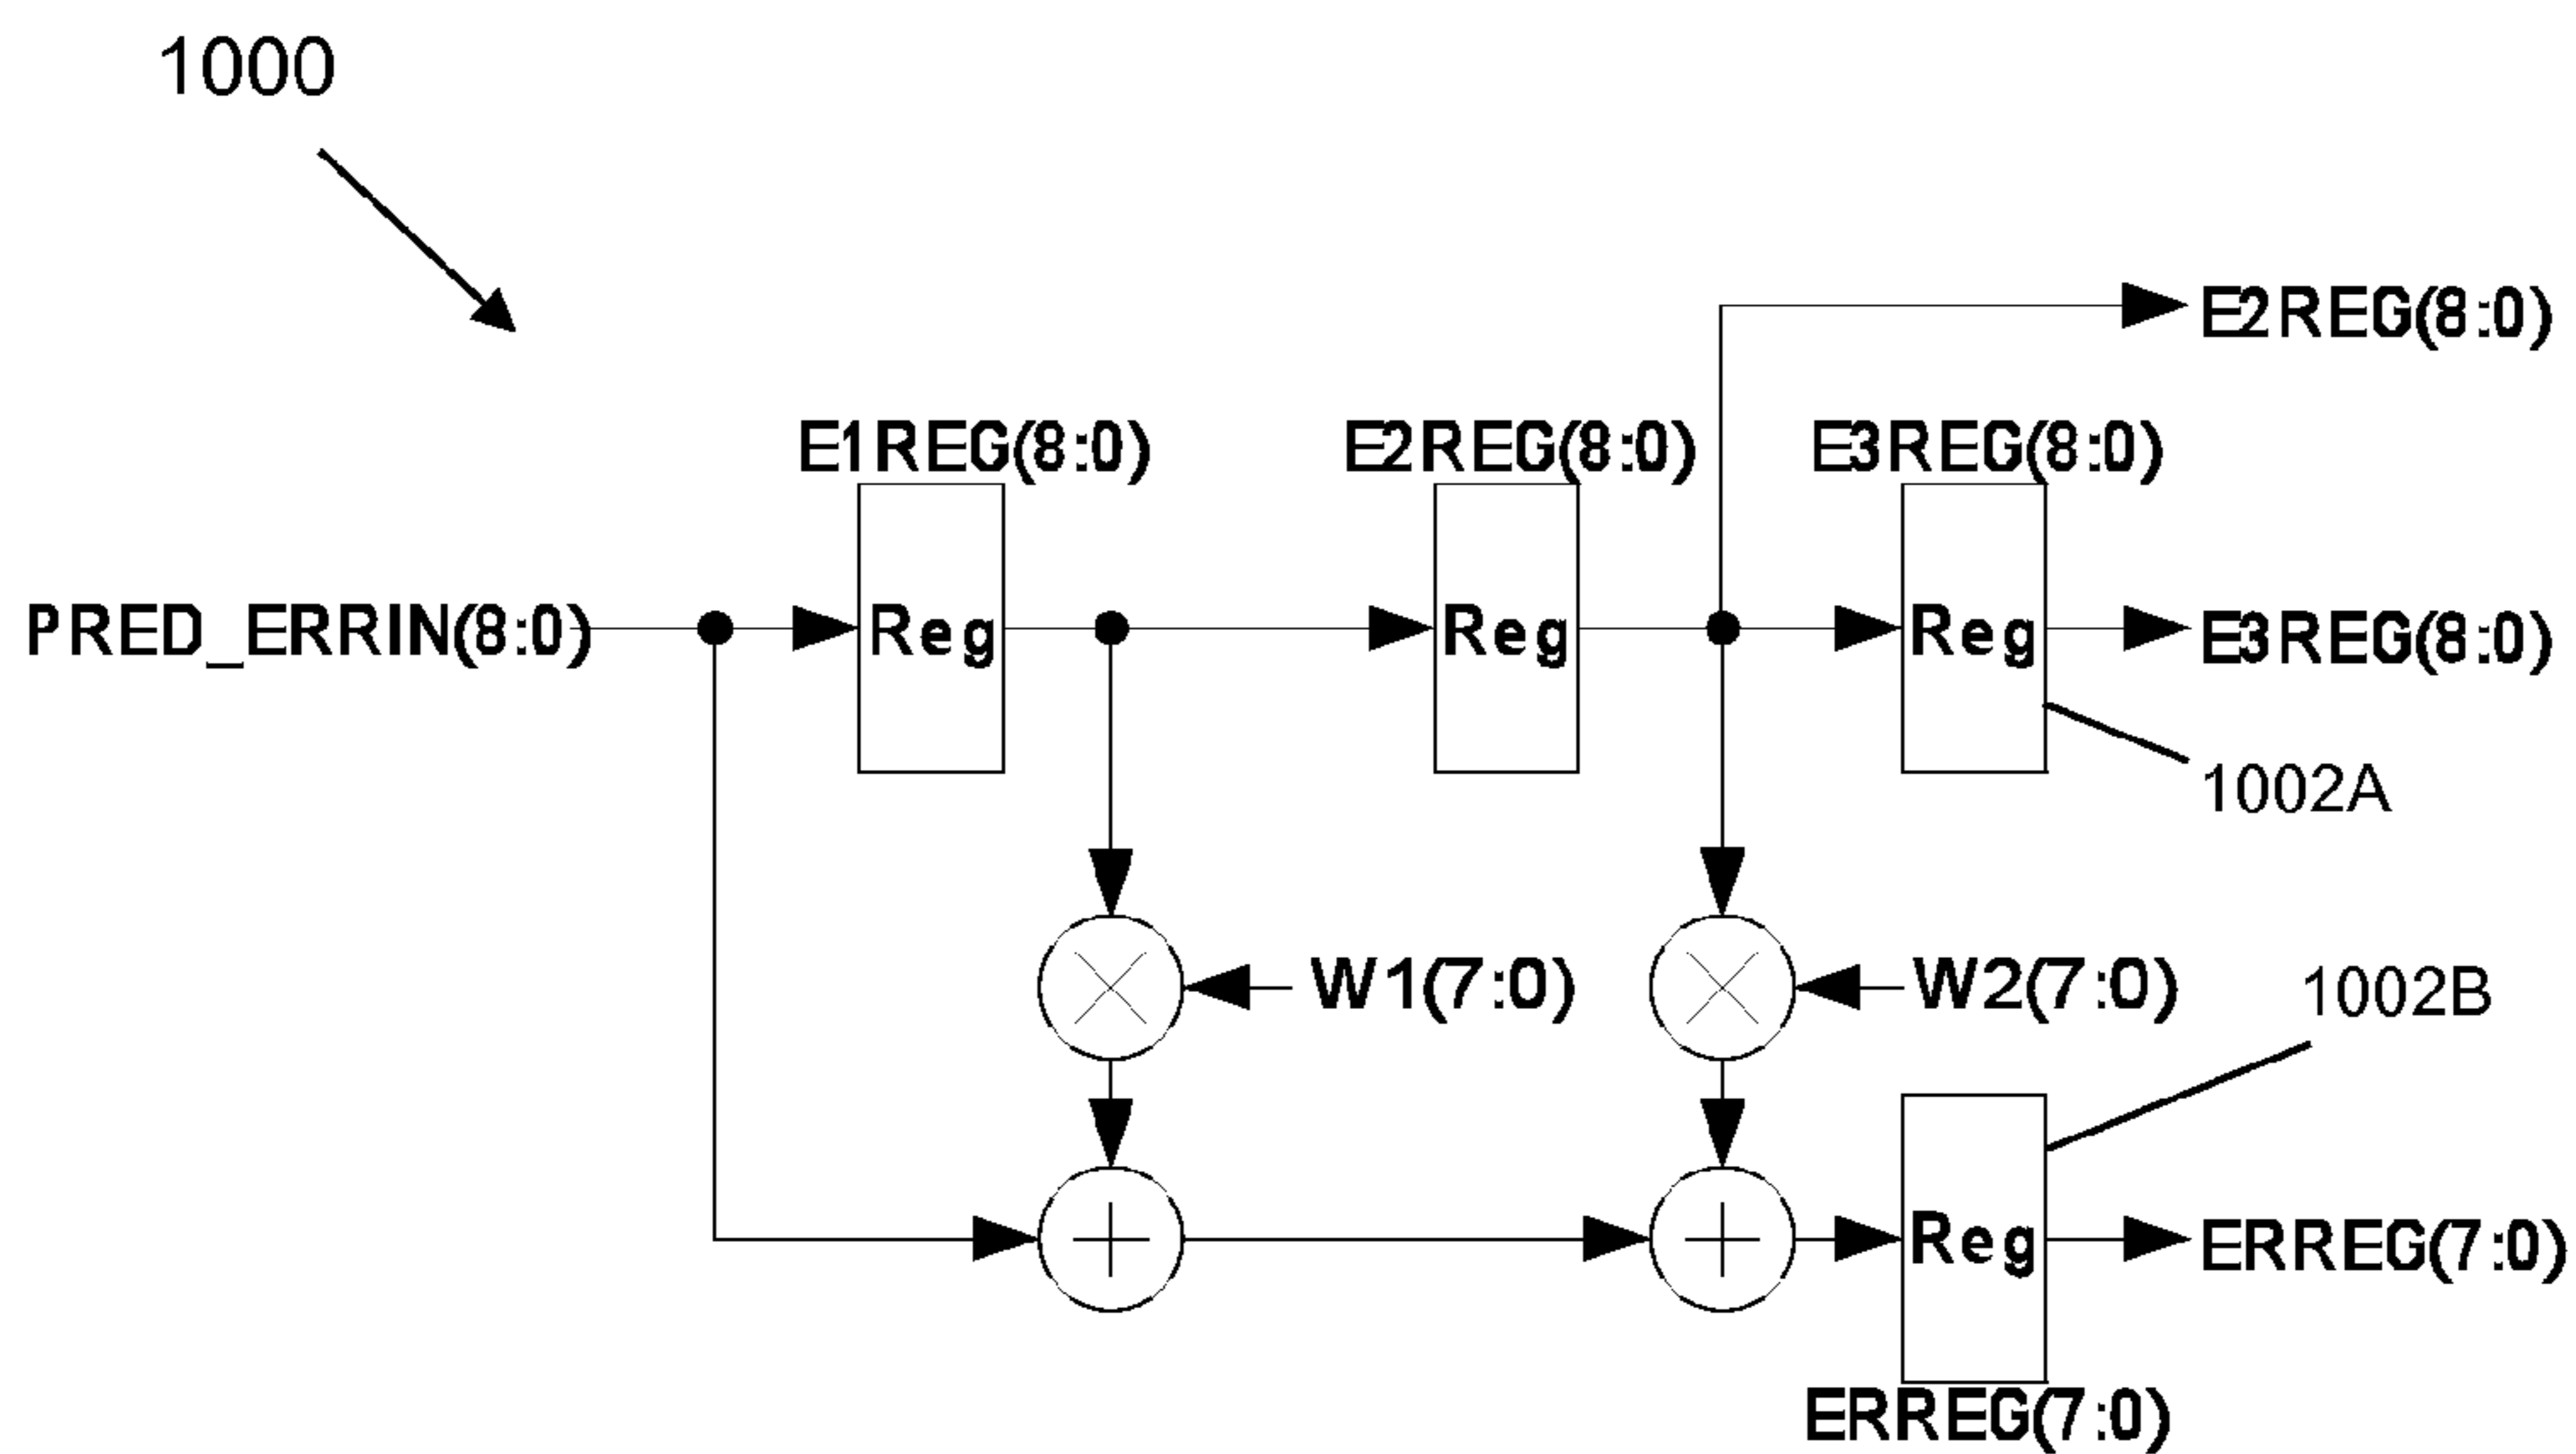 1000
E2REG(8:0)
E1REG(8:0)
E2REG(8:0)
E3REG(8:0)
PRED_ERRIN(8:0)
Reg
Reg
Reg
E3REG(8:0)
1002A
W1(7:0)
W2(7:0)
1002B
Reg
ERREG(7:0)
ERREG(7:0)